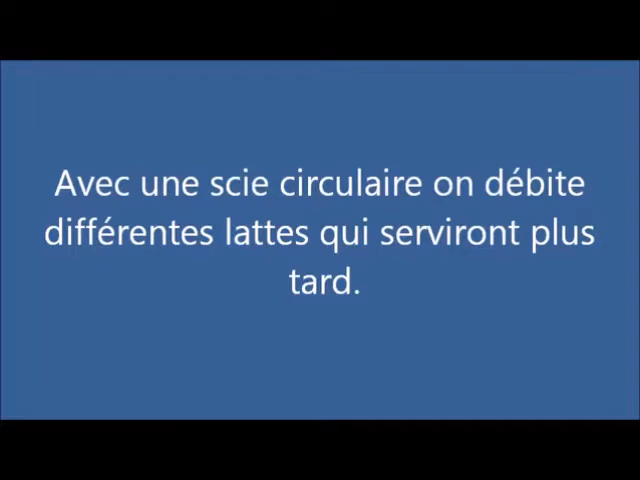 Avec une scie circulaire on débite
différentes lattes qui serviront plus
tard.